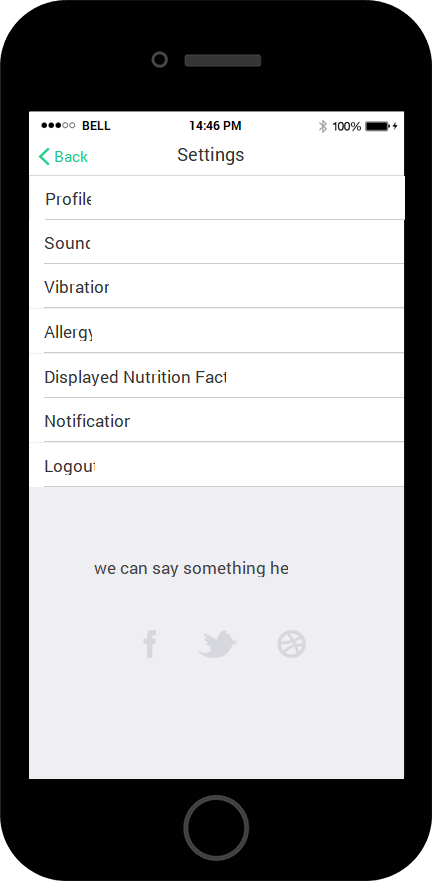 BELL 14:46 PM 100%
Back Settings
Profile
Sound
Vibration
Allergy
Displayed Nutrition Fact
Notification
Logout
we can say something he